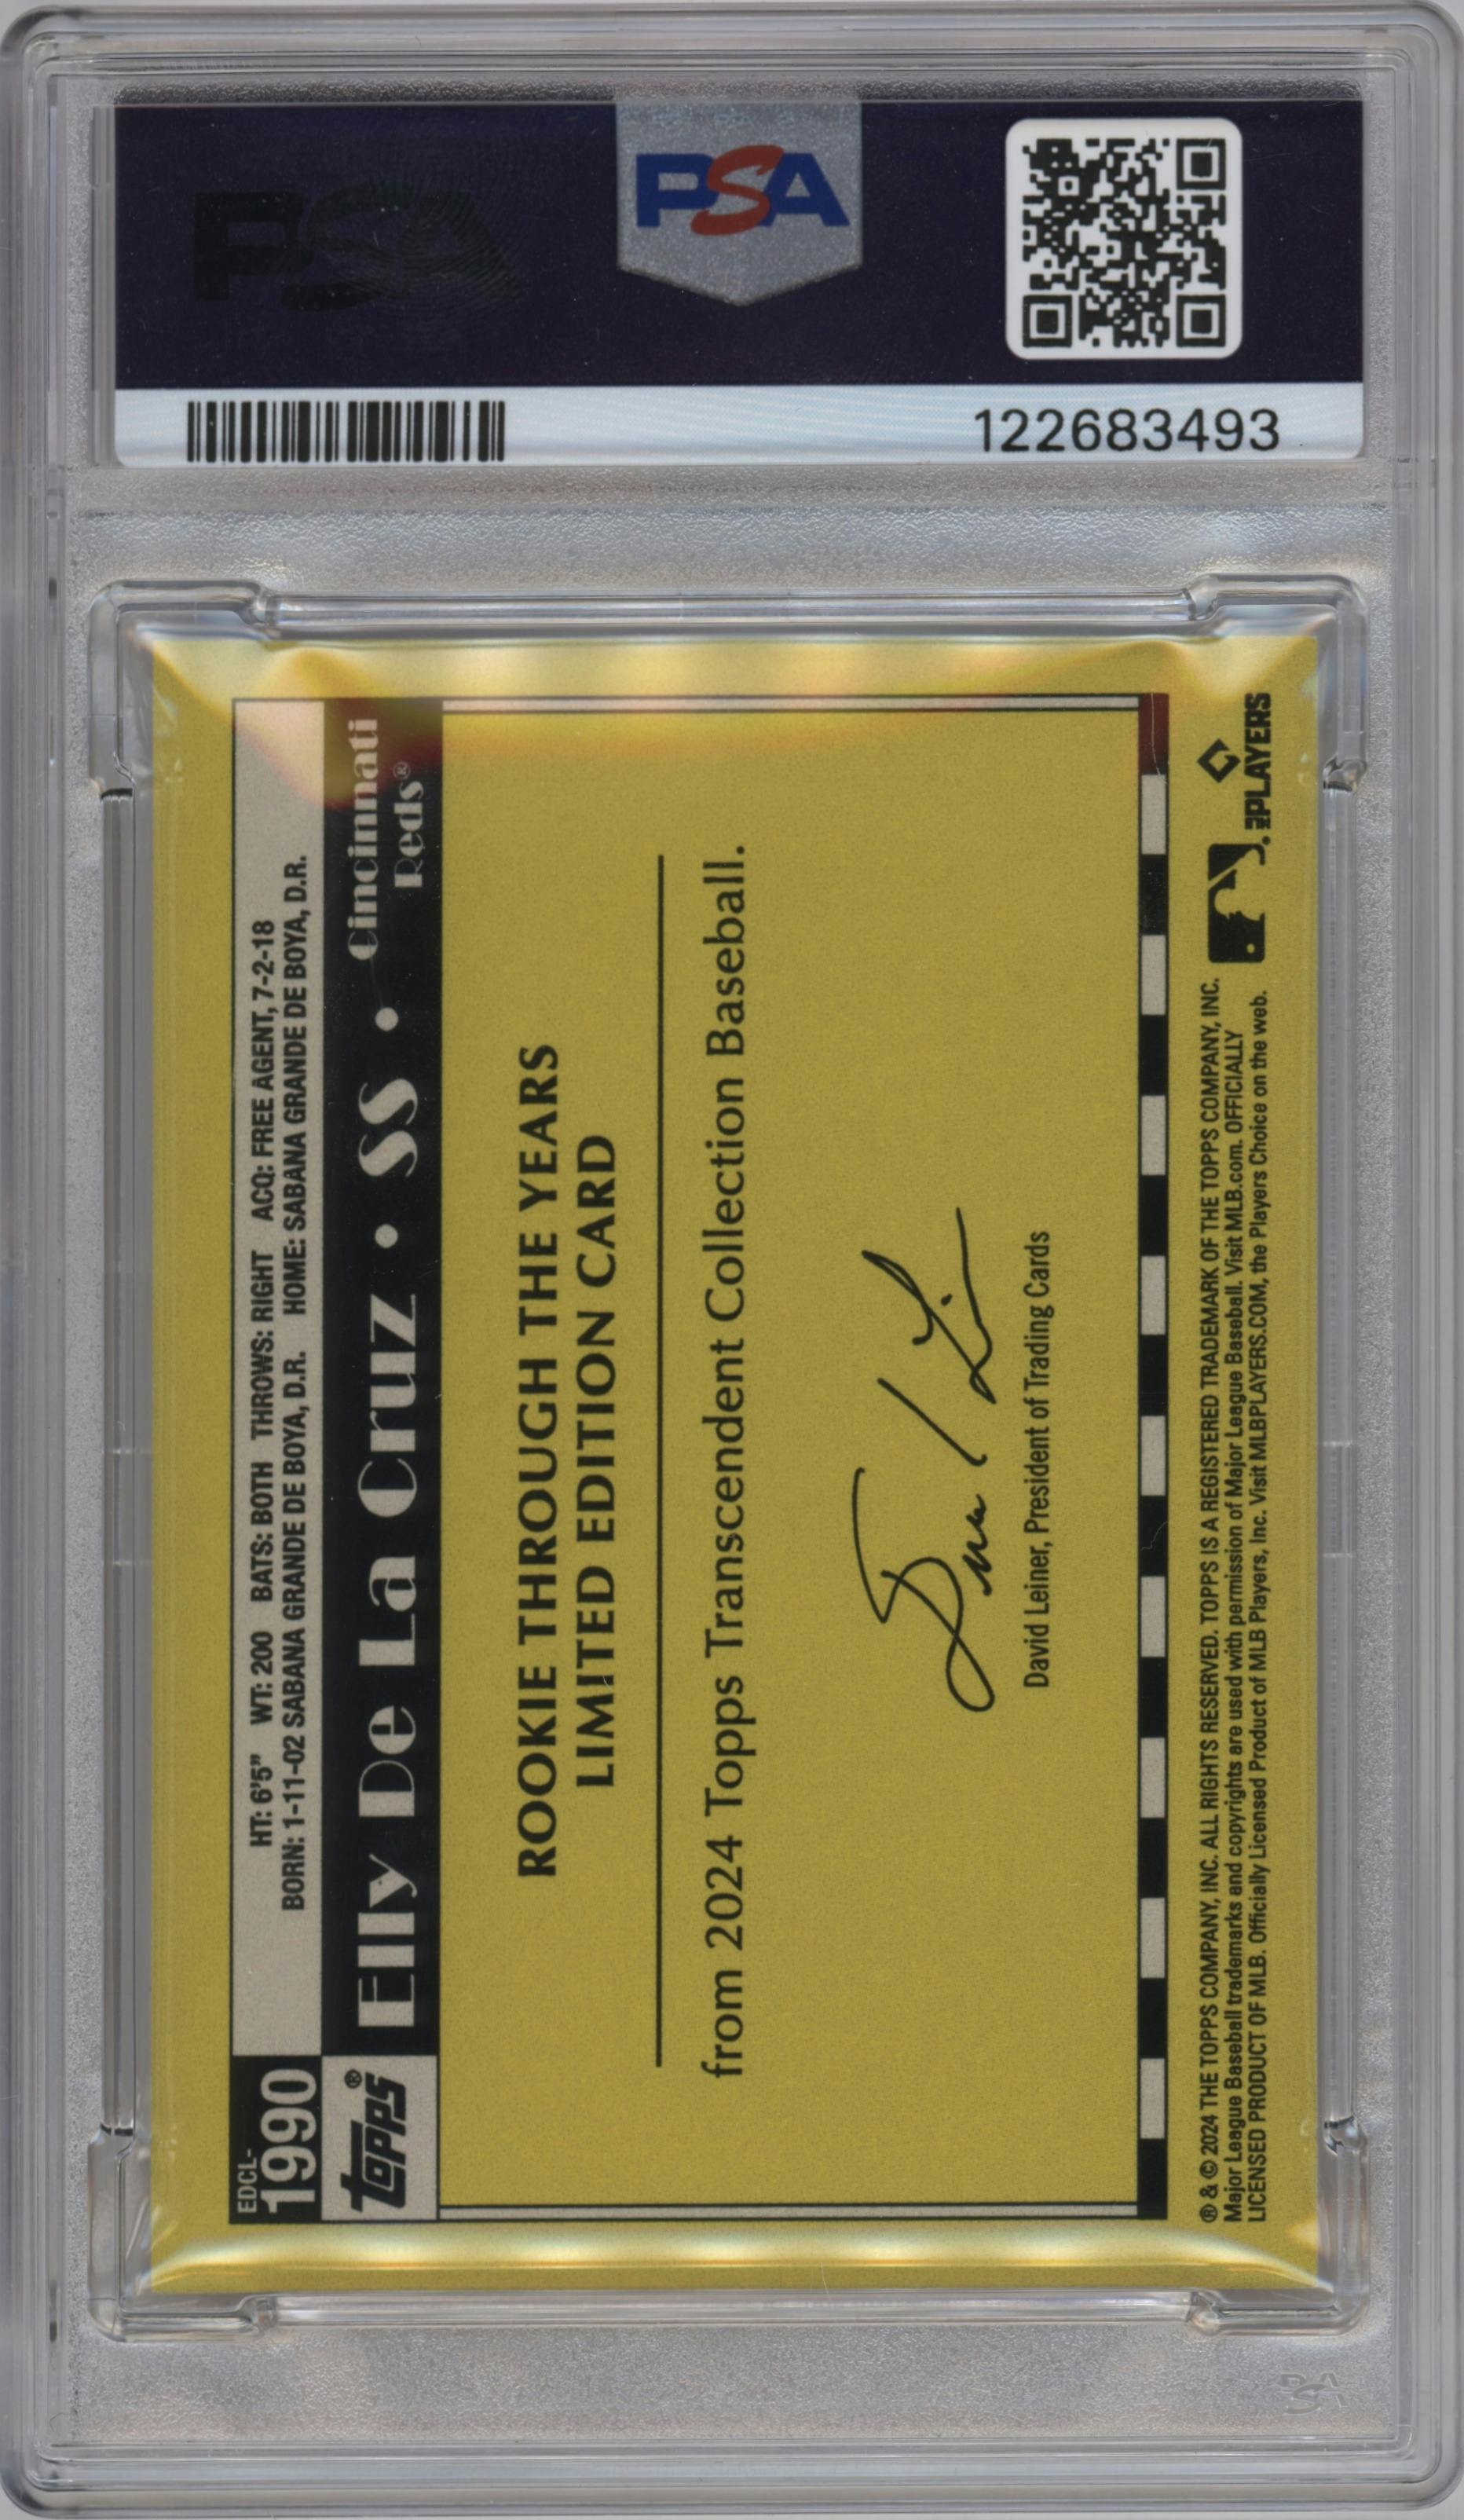 PSA
PSA
122683493
EDCL-
1990
HT: 6'5" WT: 200 BATS: BOTH THROWS: RIGHT ACQ: FREE AGENT, 7-2-18
BORN: 1-11-02 SABANA GRANDE DE BOYA, D.R. HOME: SABANA GRANDE DE BOYA, D.R.
Topps®
Elly De La Cruz • SS • Cincinnati
Reds®
ROOKIE THROUGH THE YEARS
LIMITED EDITION CARD
from 2024 Topps Transcendent Collection Baseball.
David Leiner, President of Trading Cards
® & © 2024 THE TOPPS COMPANY, INC. ALL RIGHTS RESERVED. TOPPS IS A REGISTERED TRADEMARK OF THE TOPPS COMPANY, INC.
Major League Baseball trademarks and copyrights are used with permission of Major League Baseball. Visit MLB.com. OFFICIALLY
LICENSED PRODUCT OF MLB. Officially Licensed Product of MLB Players, Inc. Visit MLBPLAYERS.COM, the Players Choice on the web.
PLAYERS
PSA